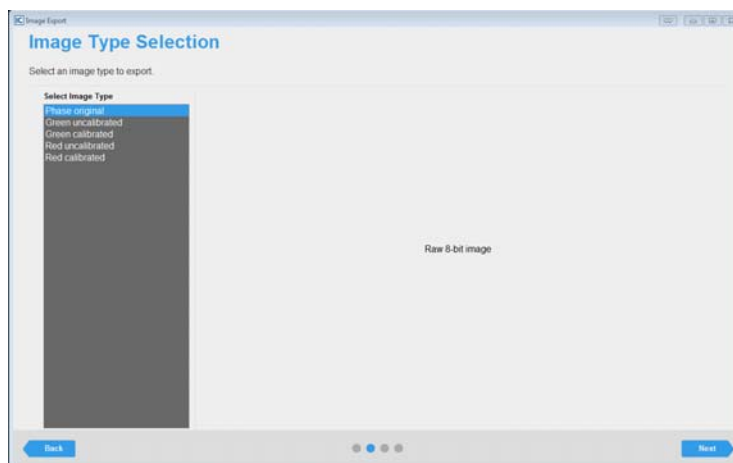 Image Export
Image Type Selection
Select an image type to export.
Select Image Type
Phase original
Green uncalibrated
Green calibrated
Red uncalibrated
Red calibrated
Raw 8-bit image
Back
Next